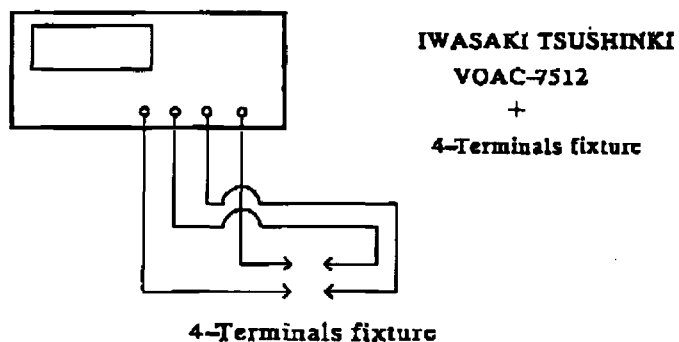 IWASAKI TSUSHINKI
VOAC-7512
+
4-Terminals fixture
4-Terminals fixture